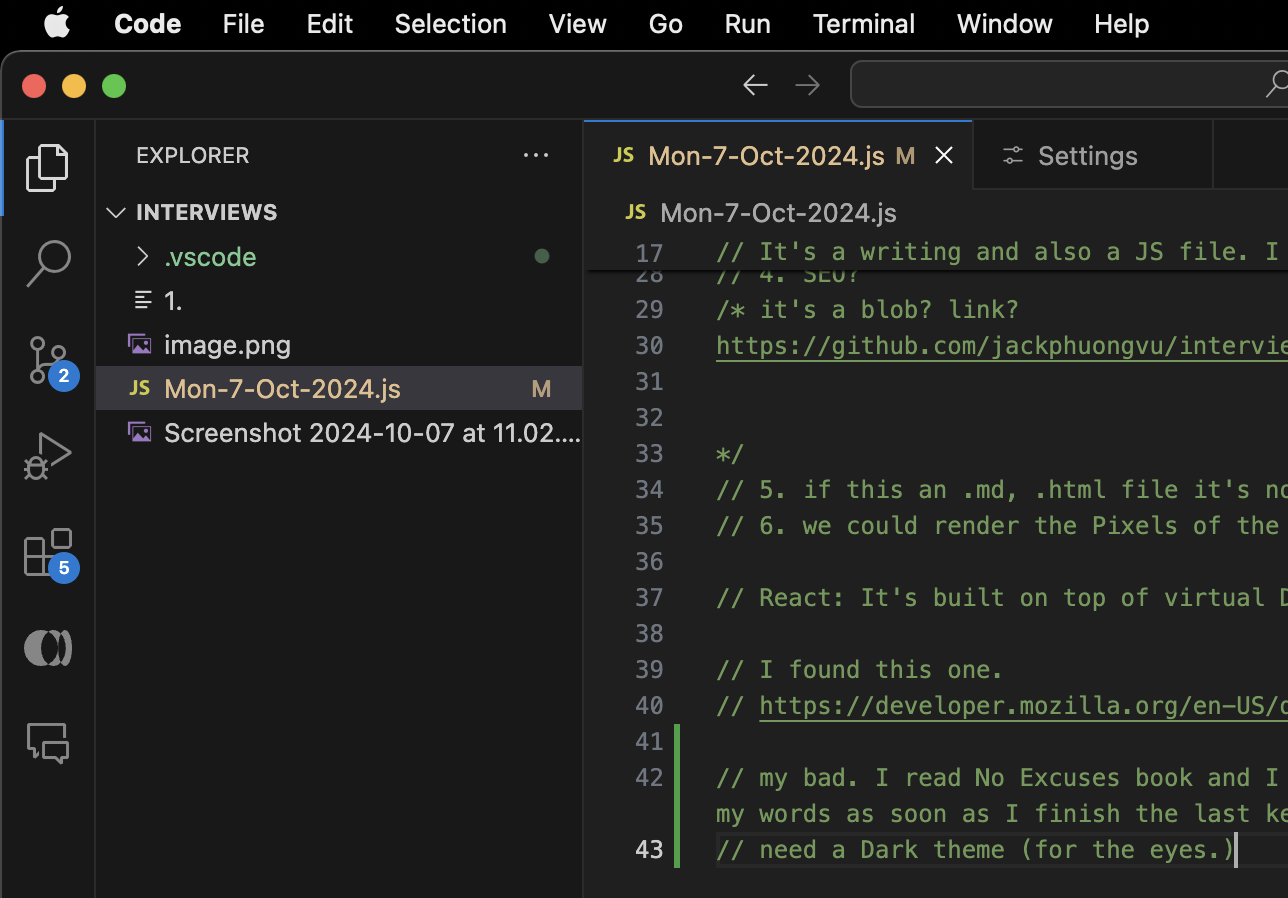 Code File Edit Selection View Go Run Terminal Window Help
EXPLORER ...
JS Mon-7-Oct-2024.js M
Settings
INTERVIEWS
.vscode
1.
image.png
JS Mon-7-Oct-2024.js M
Screenshot 2024-10-07 at 11.02....
2
5
JS Mon-7-Oct-2024.js
17 // It's a writing and also a JS file. I
28 // 4. SEO?
29 /* it's a blob? link?
30 https://github.com/jackphuongvu/intervie
31
32
33 */
34 // 5. if this an .md, .html file it's no
35 // 6. we could render the Pixels of the
36
37 // React: It's built on top of virtual D
38
39 // I found this one.
40 // https://developer.mozilla.org/en-US/d
41
42 // my bad. I read No Excuses book and I
my words as soon as I finish the last ke
43 // need a Dark theme (for the eyes.)